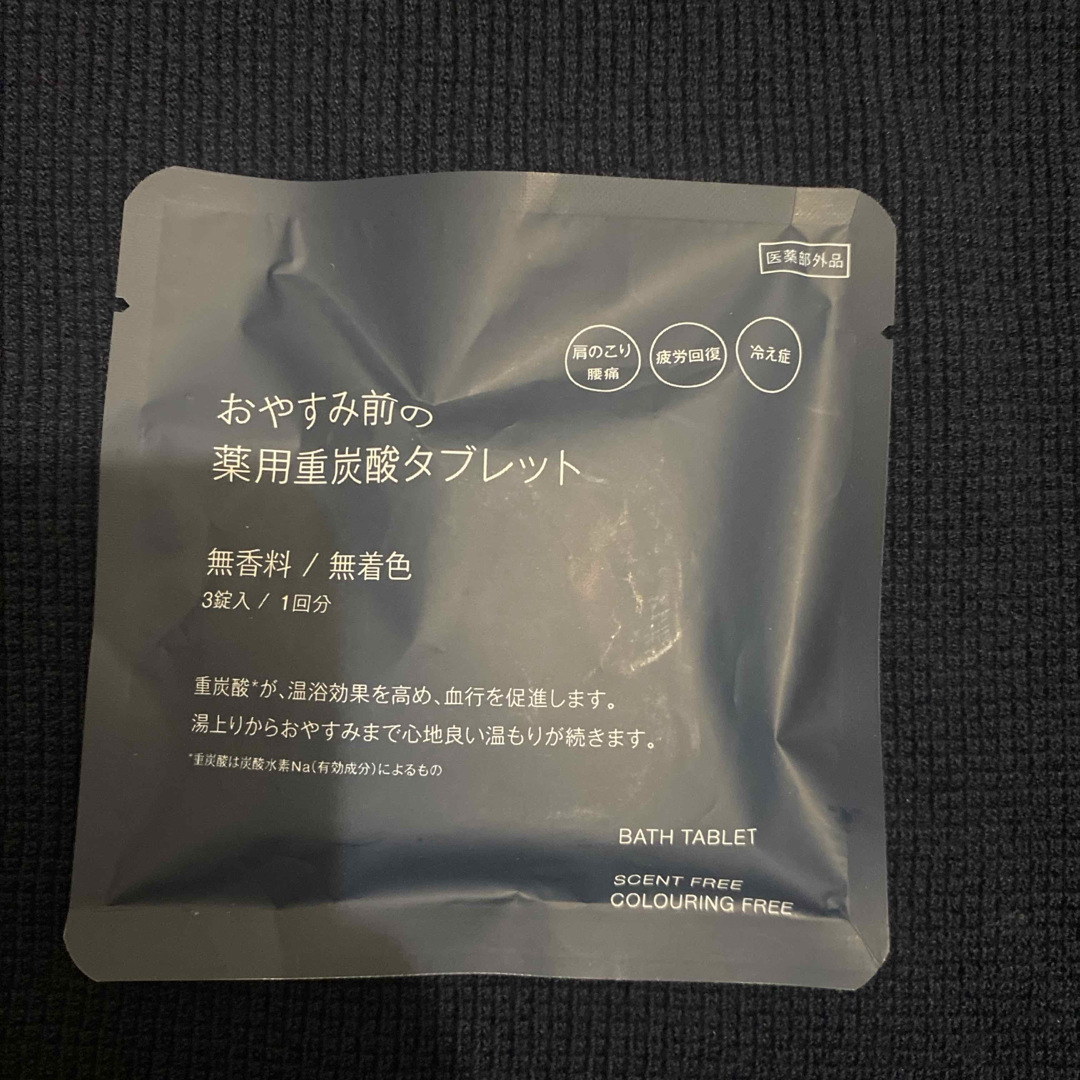 医薬部外品
肩のこり
腰痛
疲労回復
冷え症
おやすみ前の
薬用重炭酸タブレット
無香料 / 無着色
3錠入 / 1回分
重炭酸*が、温浴効果を高め、血行を促進します。
湯上りからおやすみまで心地良い温もりが続きます。
*重炭酸は炭酸水素Na(有効成分)によるもの
BATH TABLET
SCENT FREE
COLOURING FREE